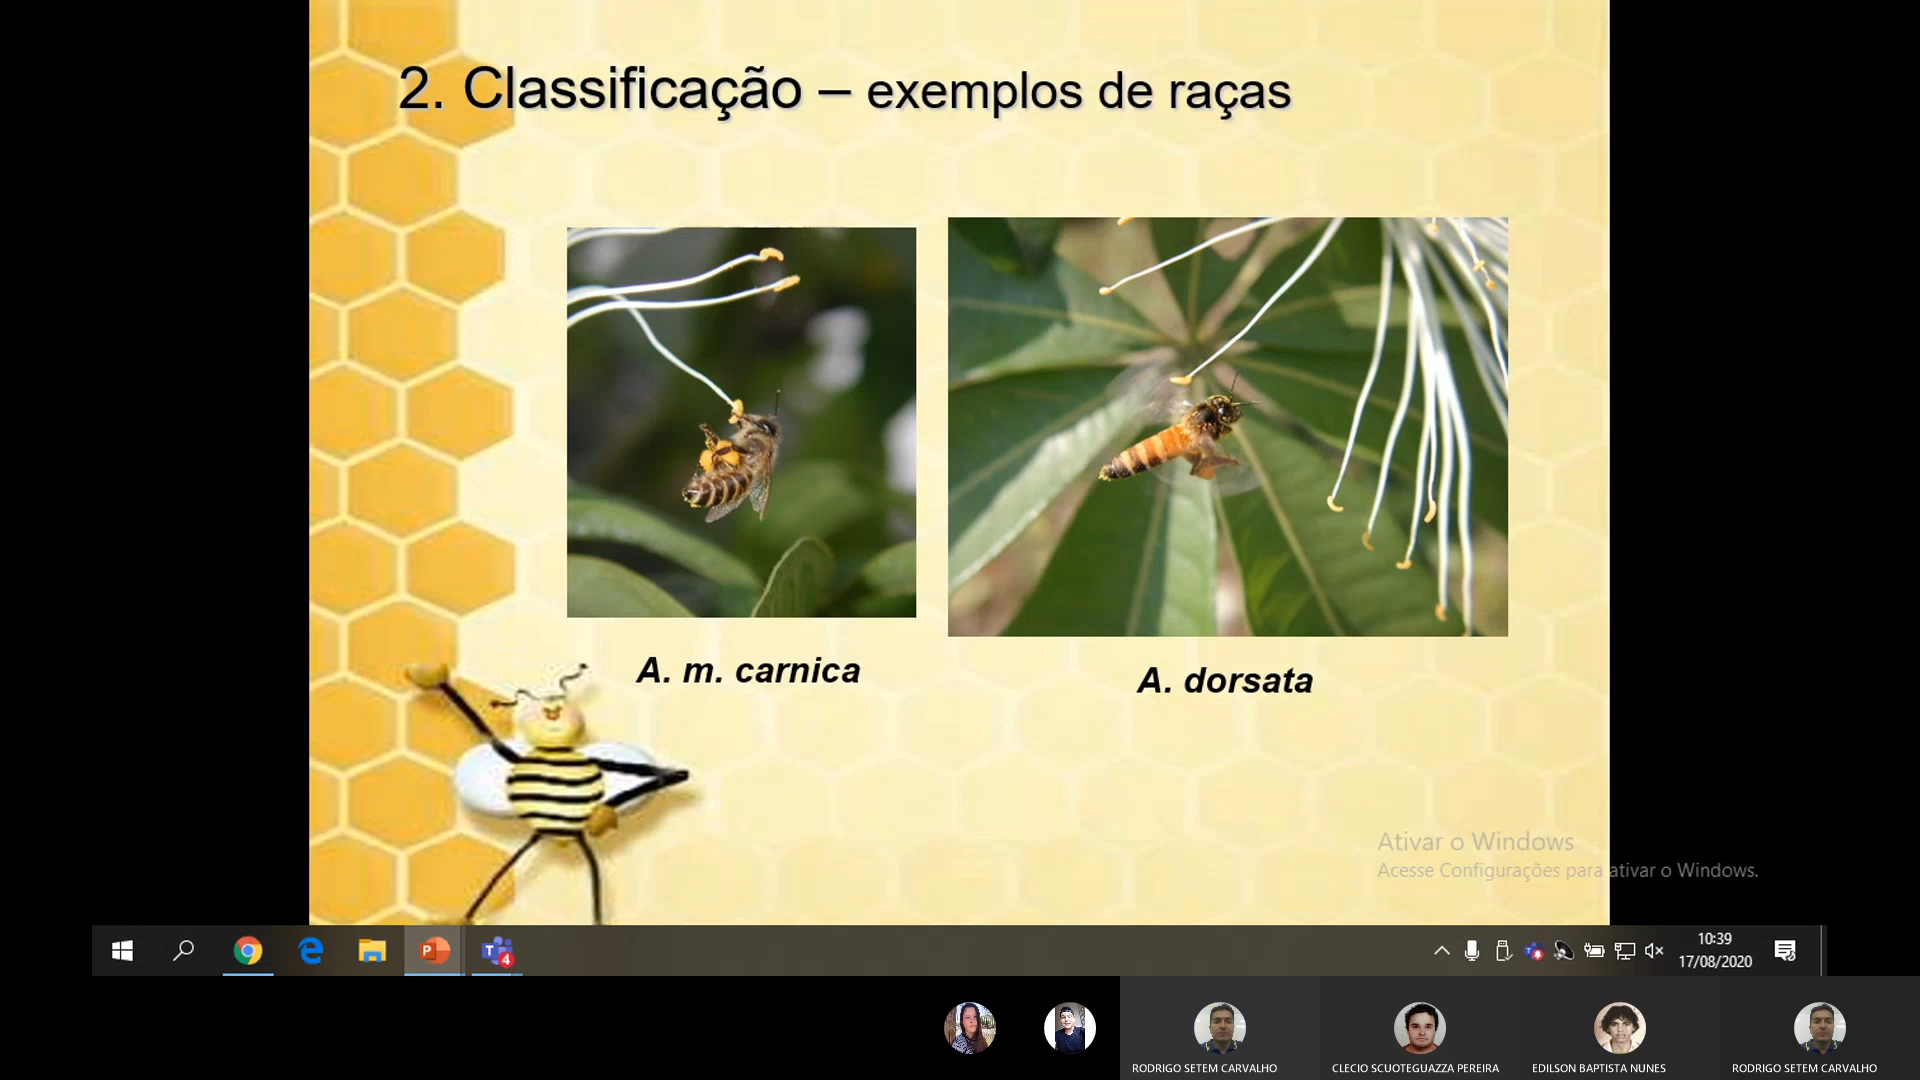 2. Classificação – exemplos de raças
A. m. carnica
A. dorsata
Ativar o Windows
Acesse Configurações para ativar o Windows.
P
T
4
10:39
17/08/2020
RODRIGO SETEM CARVALHO
CLECIO SCUOTEGUAZZA PEREIRA
EDILSON BAPTISTA NUNES
RODRIGO SETEM CARVALHO